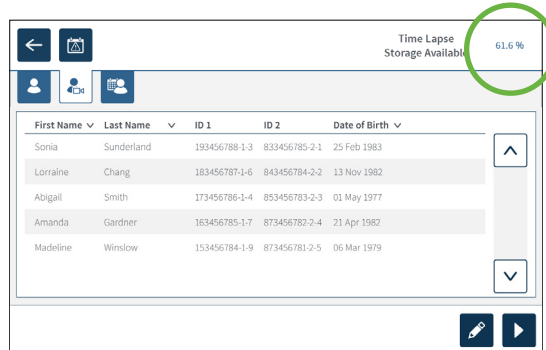 Time Lapse
Storage Available 61.6 %
First Name Last Name ID 1 ID 2 Date of Birth
Sonia Sunderland 193456788-1-3 833456785-2-1 25 Feb 1983
Lorraine Chang 183456787-1-6 843456784-2-2 13 Nov 1982
Abigail Smith 173456786-1-4 853456783-2-3 01 May 1977
Amanda Gardner 163456785-1-7 873456782-2-4 21 Apr 1982
Madeline Winslow 153456784-1-9 873456781-2-5 06 Mar 1979